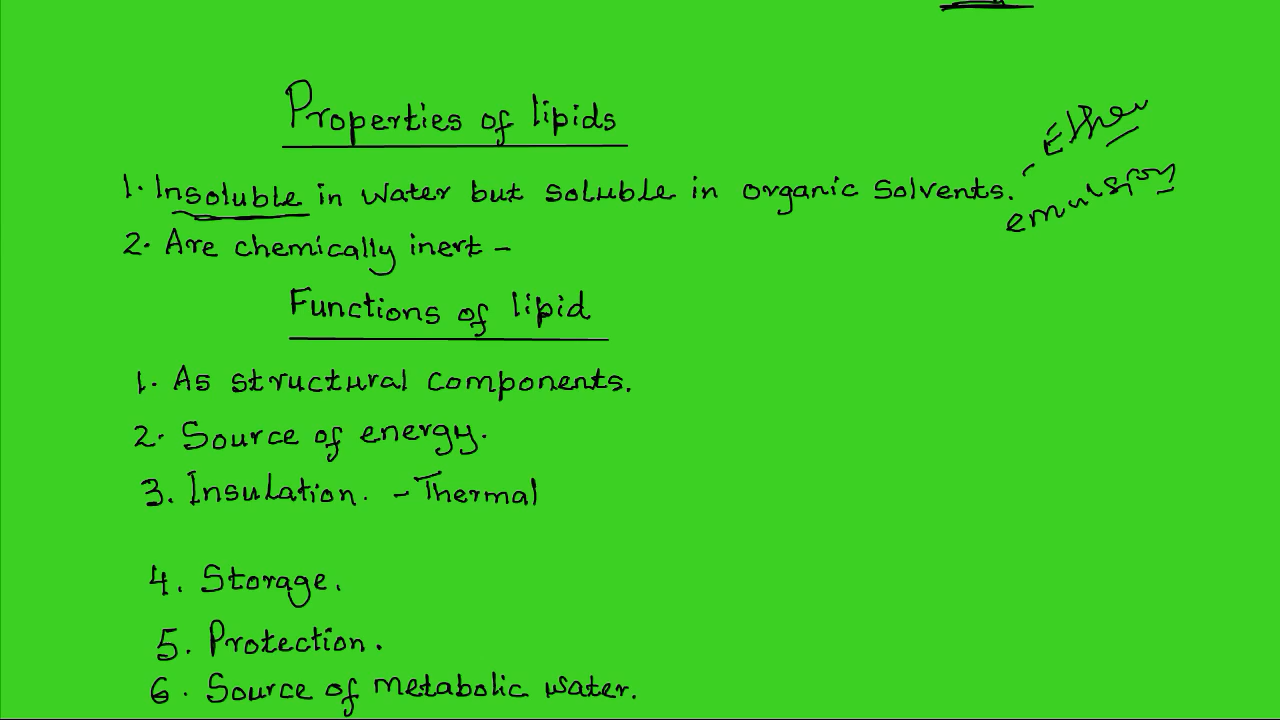 Properties of lipids
1. Insoluble in water but soluble in organic solvents. - Ether
emulsion
2. Are chemically inert -
Functions of lipid
1. As structural components.
2. Source of energy.
3. Insulation. - Thermal
4. Storage.
5. Protection.
6. Source of metabolic water.